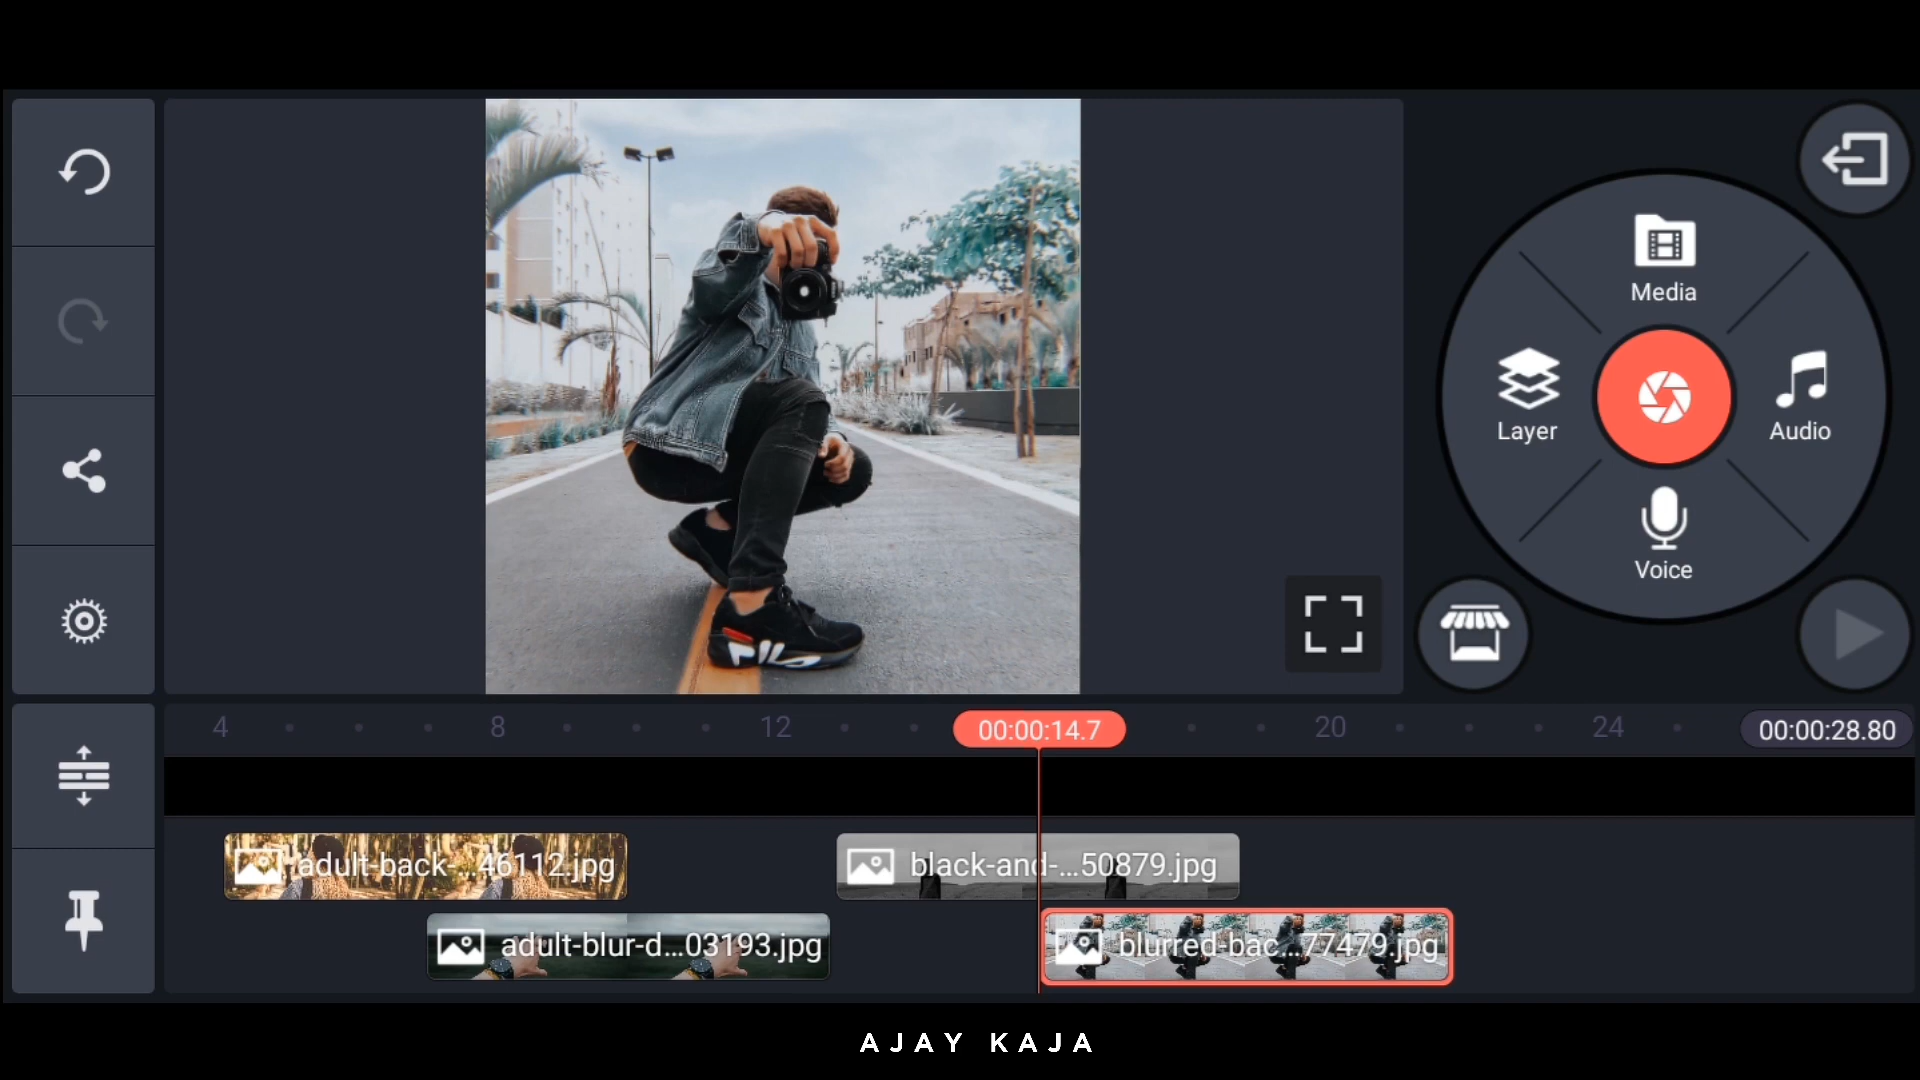 Media
Layer
Audio
Voice
4
8
12
00:00:14.7
20
24
00:00:28.80
adult-back-...46112.jpg
black-and-...50879.jpg
adult-blur-d...03193.jpg
blurred-bac...77479.jpg
AJAY KAJA